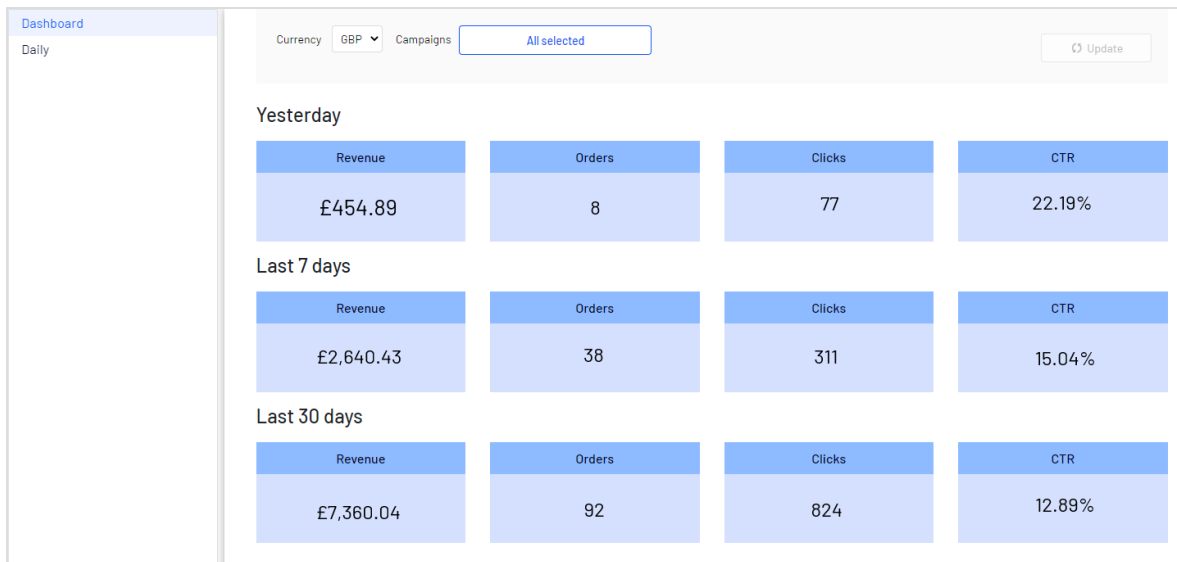 Dashboard
Daily
Currency GBP Campaigns All selected
Update
Yesterday
Revenue Orders Clicks CTR
£454.89 8 77 22.19%
Last 7 days
Revenue Orders Clicks CTR
£2,640.43 38 311 15.04%
Last 30 days
Revenue Orders Clicks CTR
£7,360.04 92 824 12.89%